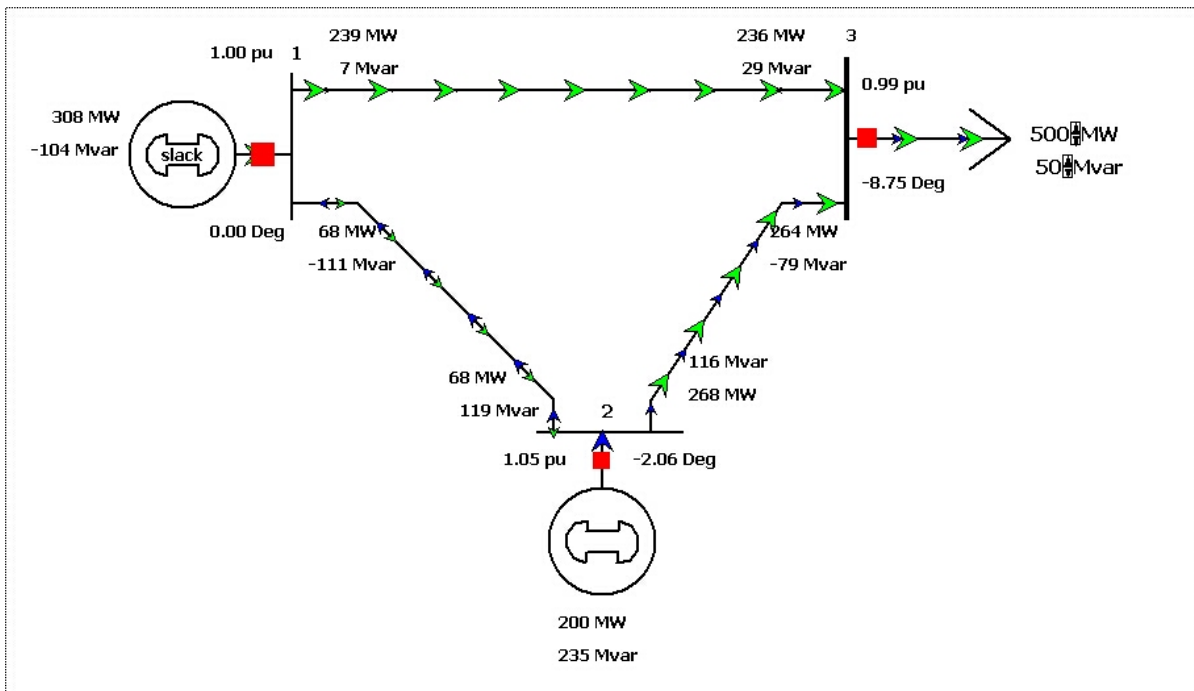 239 MW
236 MW
3
1.00 pu
1
7 Mvar
29 Mvar
0.99 pu
308 MW
-104 Mvar
slack
500 MW
50 Mvar
-8.75 Deg
0.00 Deg
68 MW
-111 Mvar
264 MW
-79 Mvar
116 Mvar
268 MW
68 MW
119 Mvar
2
1.05 pu
-2.06 Deg
200 MW
235 Mvar